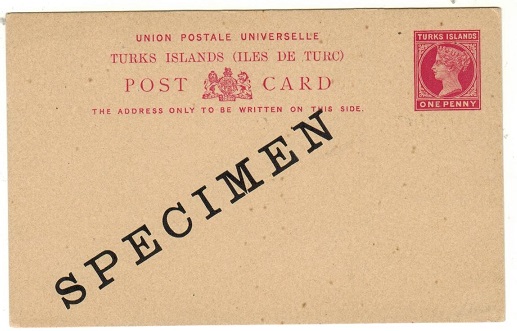 UNION POSTALE UNIVERSELLE
TURKS ISLANDS (ILES DE TURC)
POST CARD
THE ADDRESS ONLY TO BE WRITTEN ON THIS SIDE.
TURKS ISLANDS
ONE PENNY
SPECIMEN